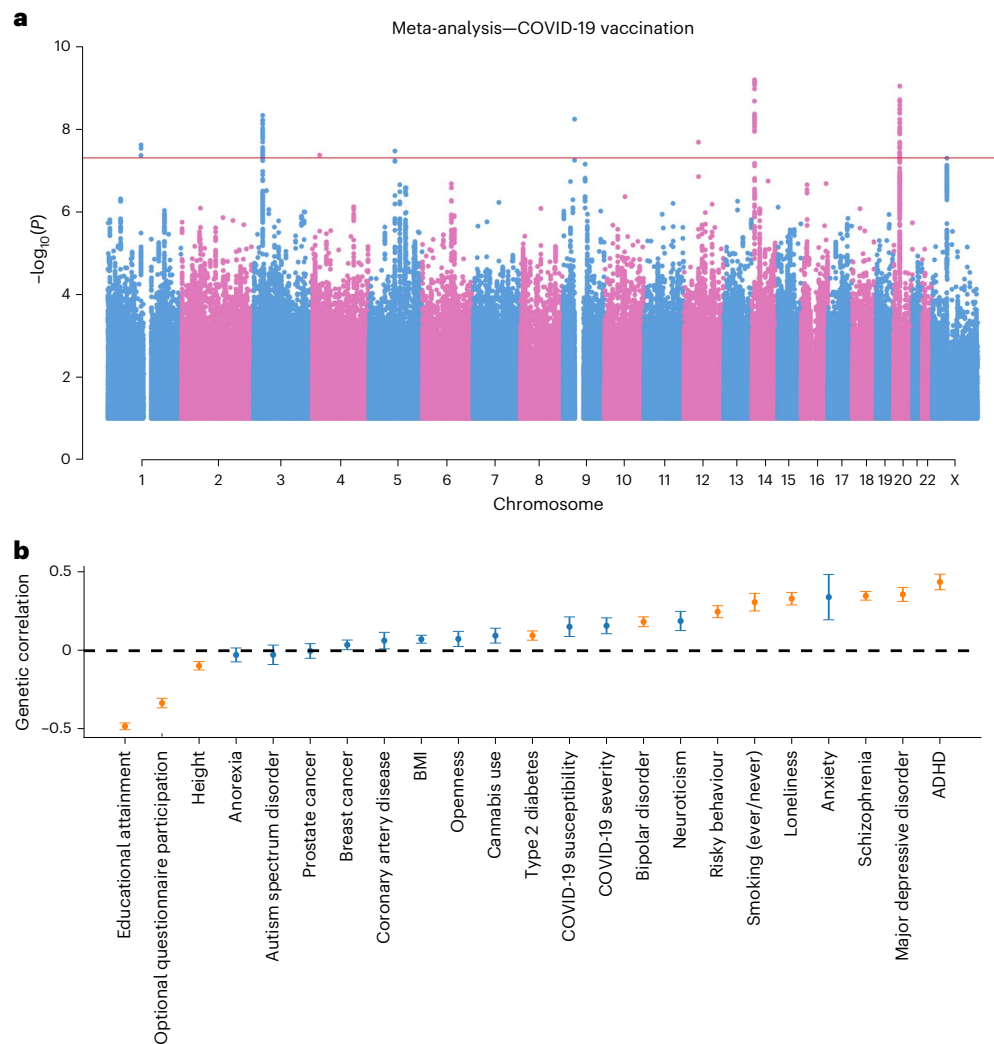 a
Meta-analysis—COVID-19 vaccination
10
8
6
4
2
0
−log10(P)
1 2 3 4 5 6 7 8 9 10 11 12 13 14 15 16 17 18 19 20 22 X
Chromosome
b
0.5
0
−0.5
Genetic correlation
Educational attainment
Optional questionnaire participation
Height
Anorexia
Autism spectrum disorder
Prostate cancer
Breast cancer
Coronary artery disease
BMI
Openness
Cannabis use
Type 2 diabetes
COVID-19 susceptibility
COVID-19 severity
Bipolar disorder
Neuroticism
Risky behaviour
Smoking (ever/never)
Loneliness
Anxiety
Schizophrenia
Major depressive disorder
ADHD